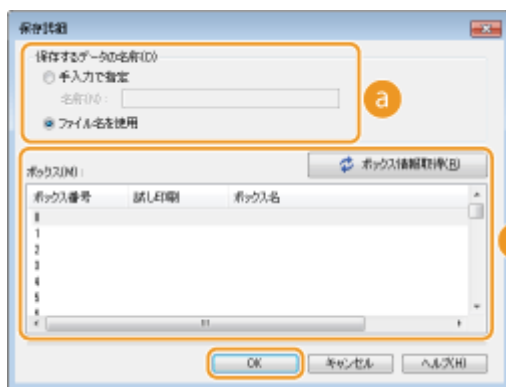 保存詳細
保存するデータの名前(D)
手入力で指定
名前(N) :
ファイル名を使用
a
ボックス(M) :
ボックス情報取得(R)
ボックス番号 試し印刷 ボックス名
0
1
2
3
4
5
OK キャンセル ヘルプ(H)